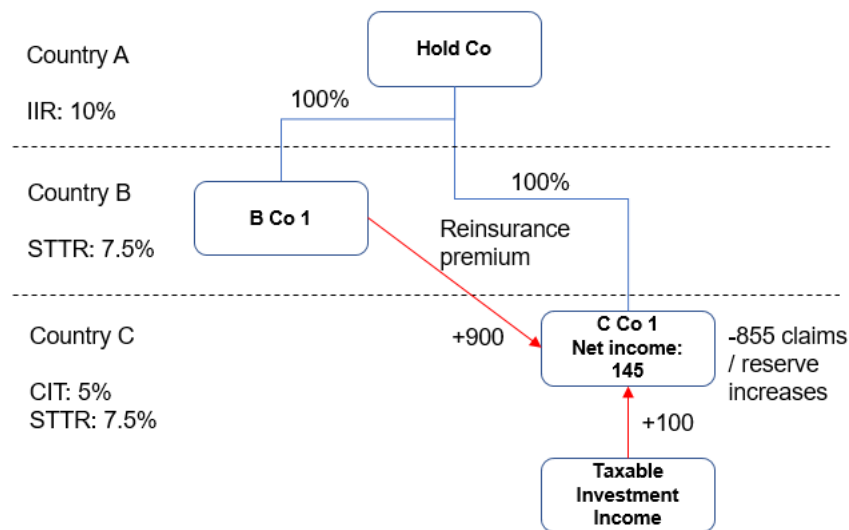 Hold Co
Country A
IIR: 10%
100%
Country B
STTR: 7.5%
B Co 1
100%
Reinsurance
premium
Country C
CIT: 5%
STTR: 7.5%
+900
C Co 1
Net income:
145
-855 claims
/ reserve
increases
+100
Taxable
Investment
Income